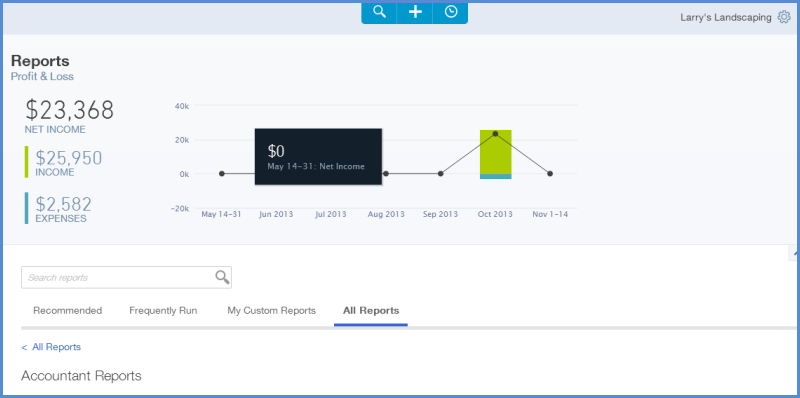 Larry's Landscaping
Reports
Profit & Loss
$23,368
NET INCOME
$25,950
INCOME
$2,582
EXPENSES
40k
20k
0k
-20k
$0
May 14-31: Net Income
May 14-31 Jun 2013 Jul 2013 Aug 2013 Sep 2013 Oct 2013 Nov 1-14
Search reports
Recommended Frequently Run My Custom Reports All Reports
< All Reports
Accountant Reports